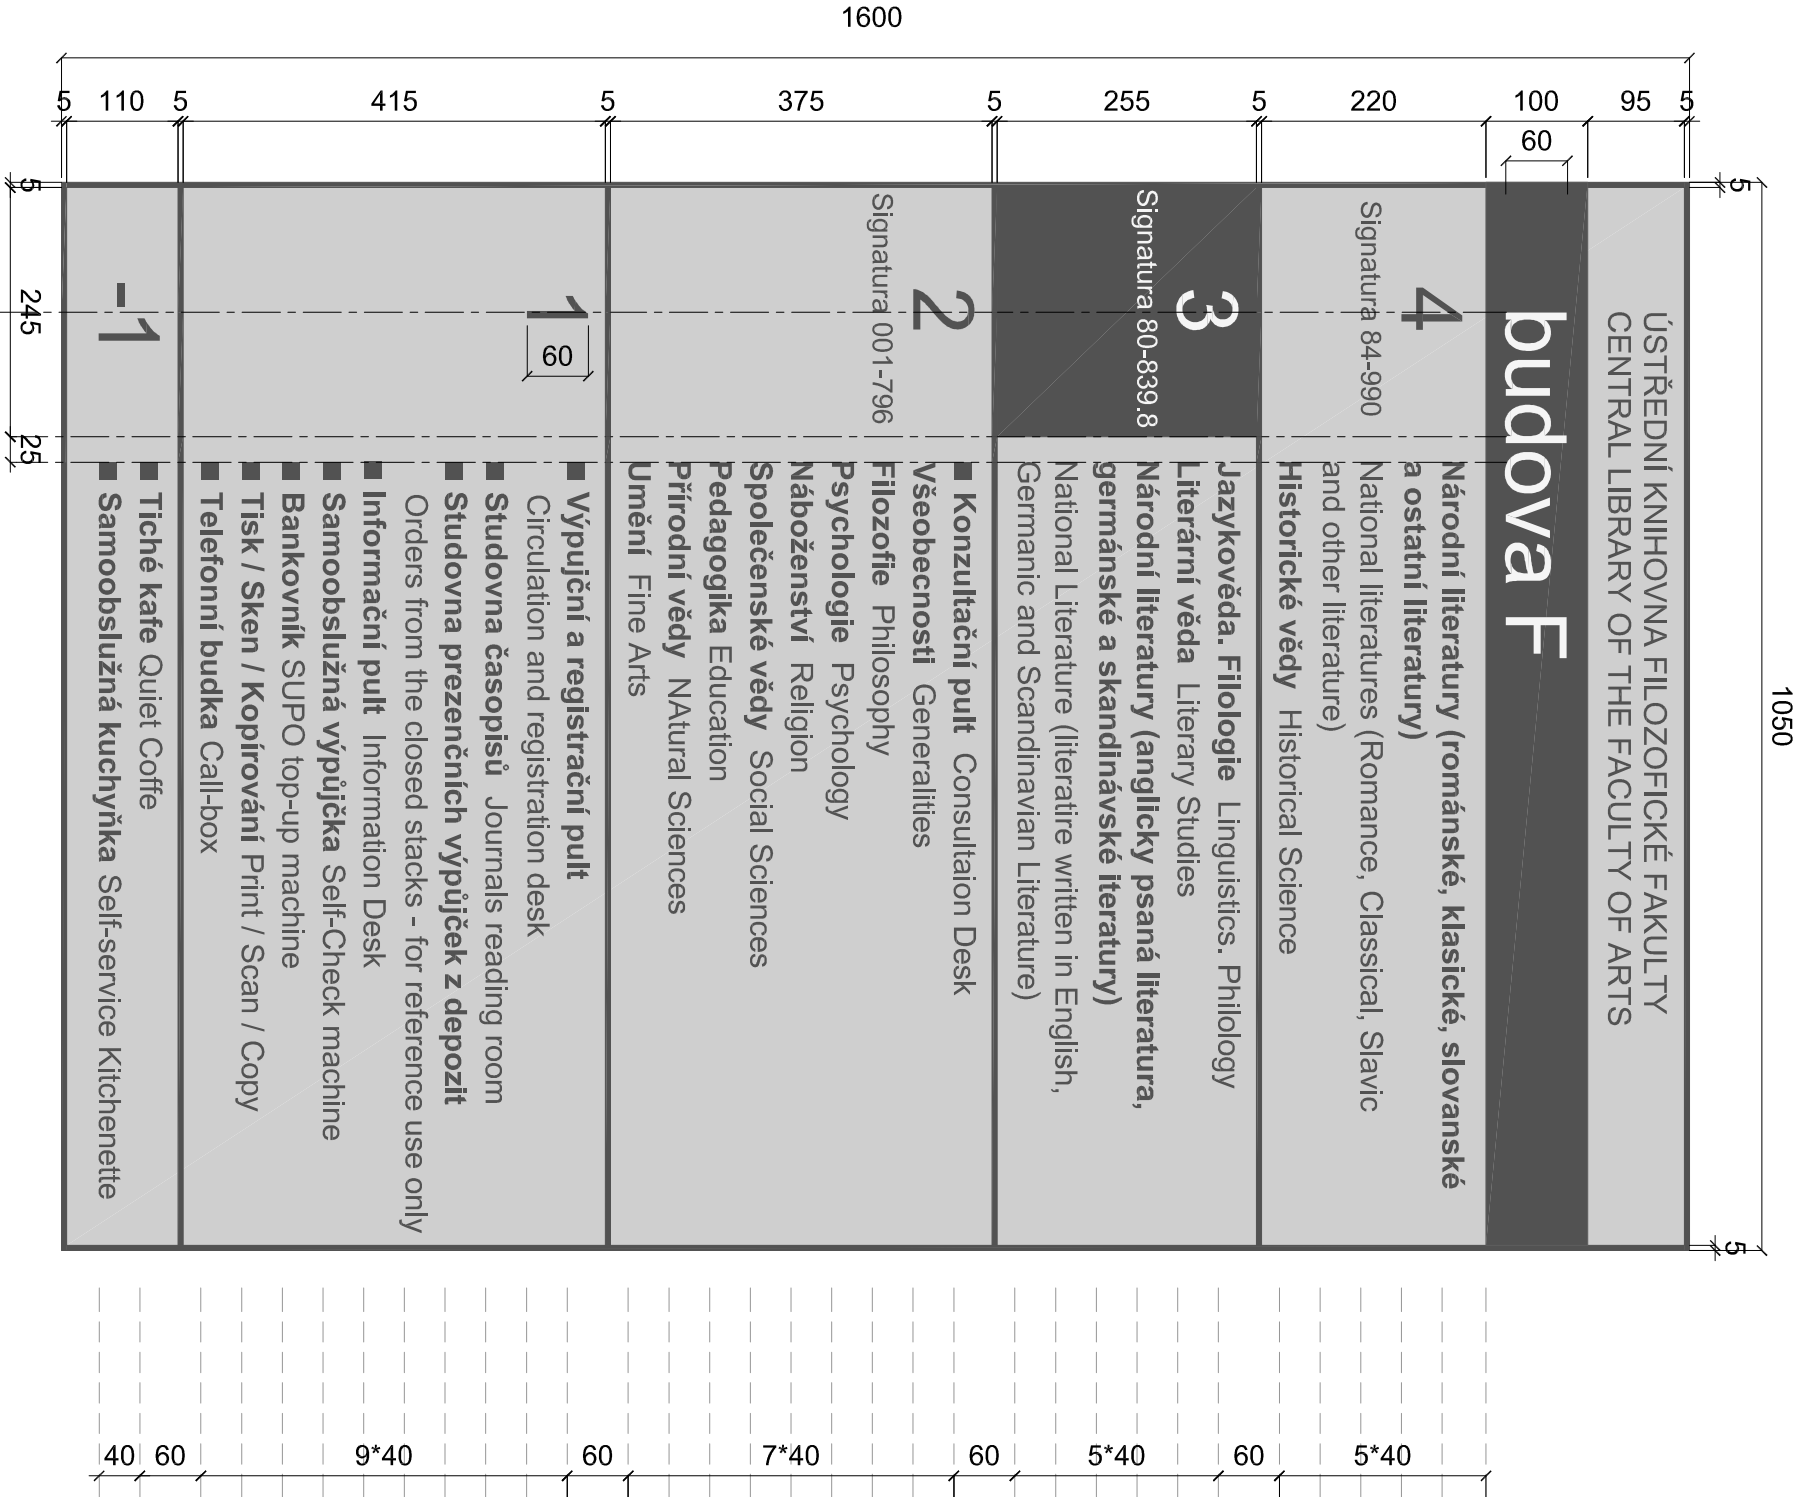 1600
5 110 5 415 5 375 5 255 5 220 100 95 5
60
5
245
25
5
1050
5
ÚSTŘEDNÍ KNIHOVNA FILOZOFICKÉ FAKULTY
CENTRAL LIBRARY OF THE FACULTY OF ARTS
budova F
4
Signatura 84-990
Národní literatury (románské, klasické, slovanské
a ostatní literatury)
National literatures (Romance, Classical, Slavic
and other literature)
Historické vědy Historical Science
3
Signatura 80-839.8
Jazykověda. Filologie Linguistics. Philology
Literární věda Literary Studies
Národní literatury (anglicky psaná literatura,
germánské a skandinávské iteratury)
National Literature (literatire written in English,
Germanic and Scandinavian Literature)
2
Signatura 001-796
Konzultační pult Consultaion Desk
Všeobecnosti Generalities
Filozofie Philosophy
Psychologie Psychology
Náboženství Religion
Společenské vědy Social Sciences
Pedagogika Education
Přírodní vědy NAtural Sciences
Umění Fine Arts
1
60
Výpujční a registrační pult
Circulation and registration desk
Studovna časopisů Journals reading room
Studovna prezenčních výpůjček z depozit
Orders from the closed stacks - for reference use only
Informační pult Information Desk
Samoobslužná výpůjčka Self-Check machine
Bankovník SUPO top-up machine
Tisk / Sken / Kopírování Print / Scan / Copy
Telefonní budka Call-box
-1
Tiché kafe Quiet Coffe
Samoobslužná kuchyňka Self-service Kitchenette
40 60 9*40 60 7*40 60 5*40 60 5*40